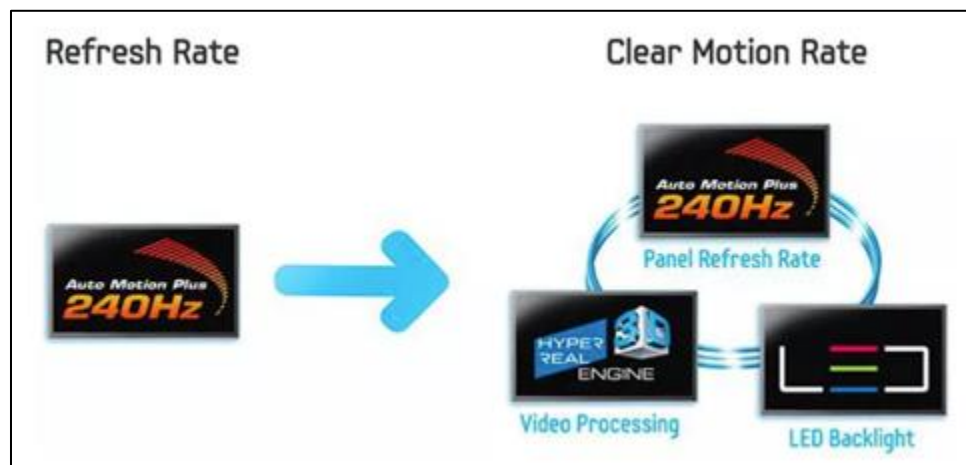 Refresh Rate
Clear Motion Rate
Auto Motion Plus
240Hz
Auto Motion Plus
240Hz
Panel Refresh Rate
HYPER
REAL
3D
ENGINE
LED
Video Processing
LED Backlight